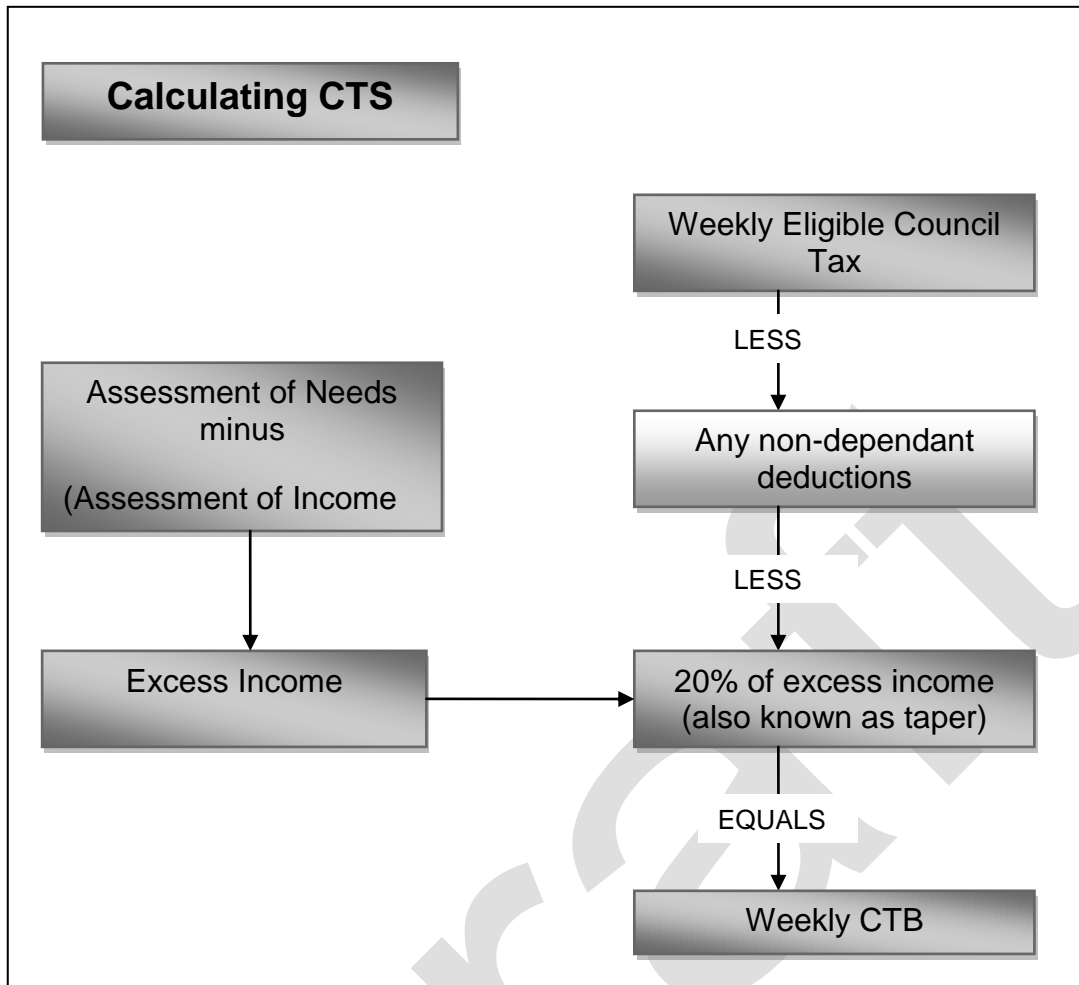 Calculating CTS
Weekly Eligible Council
Tax
LESS
Assessment of Needs
minus
(Assessment of Income
Any non-dependant
deductions
LESS
Excess Income
20% of excess income
(also known as taper)
EQUALS
Weekly CTB